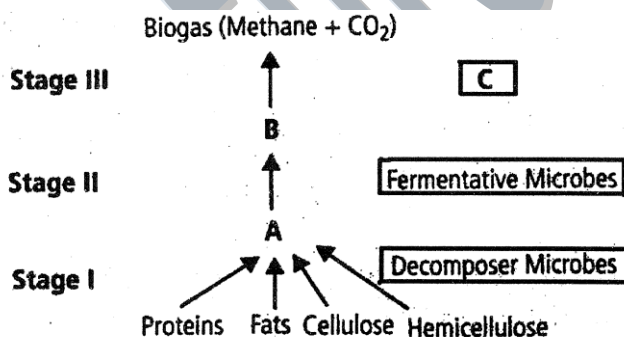 Biogas (Methane + CO₂)
Stage III
C
B
Stage II
Fermentative Microbes
A
Decomposer Microbes
Stage I
Proteins Fats Cellulose Hemicellulose